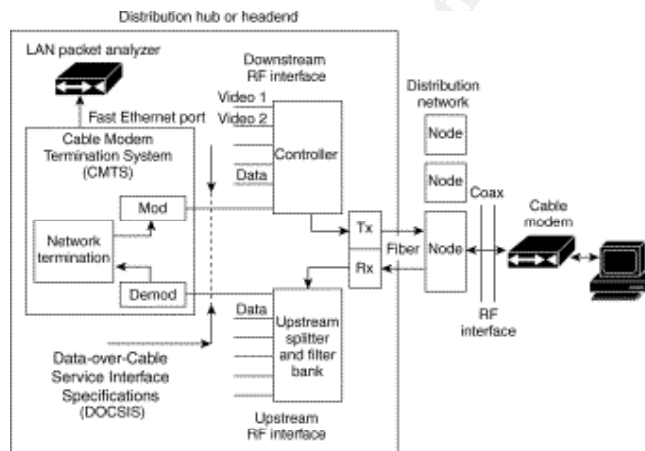 Distribution hub or headend
LAN packet analyzer
Fast Ethernet port
Cable Modem
Termination System
(CMTS)
Mod
Network
termination
Demod
Data-over-Cable
Service Interface
Specifications
(DOCSIS)
Downstream
RF interface
Video 1
Video 2
Data
Controller
Tx
Rx
Fiber
Data
Upstream
splitter
and filter
bank
Upstream
RF interface
Distribution
network
Node
Node
Node
Coax
RF
interface
Cable
modem